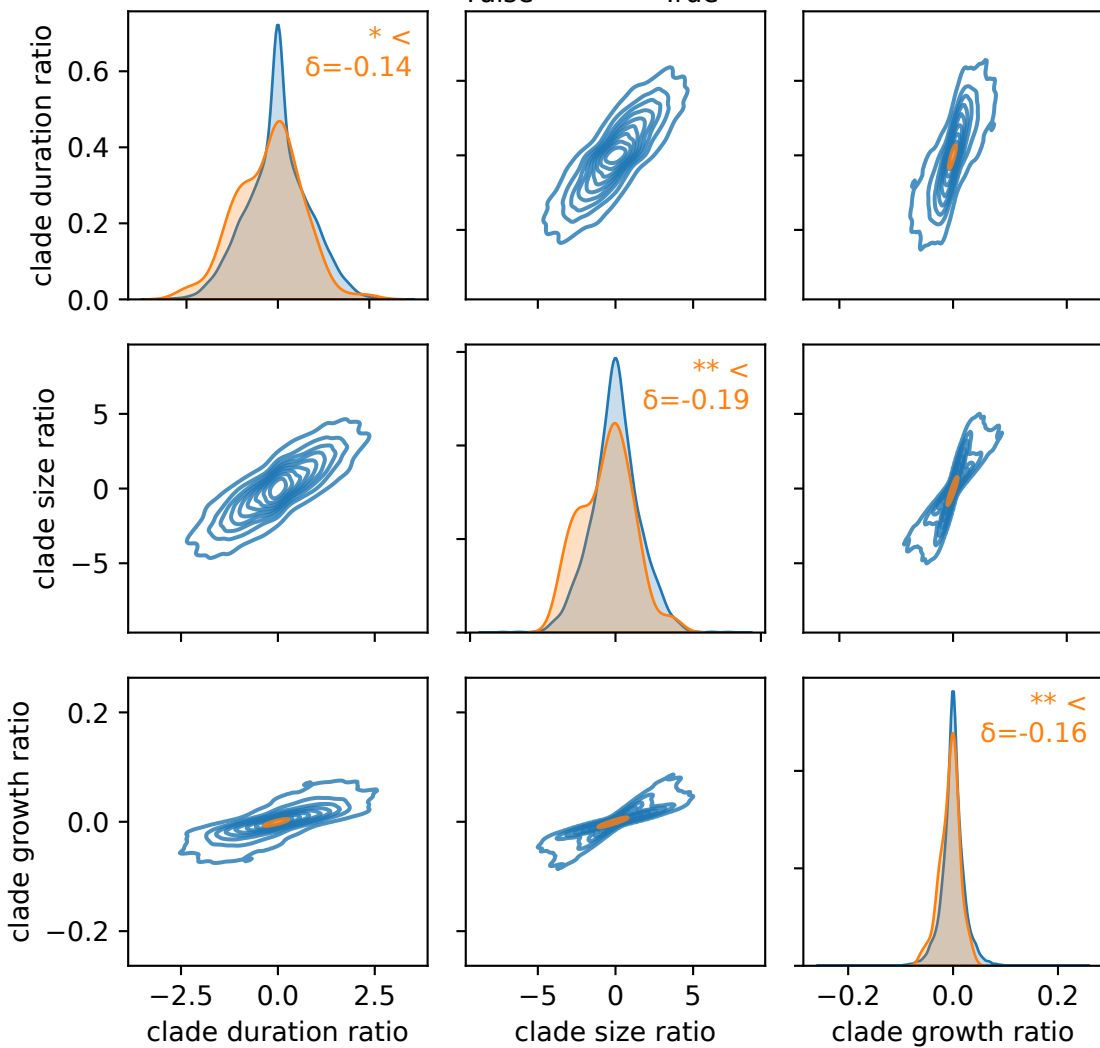 clade duration ratio
0.6
0.4
0.2
0.0
* <
δ=-0.14
clade size ratio
5
0
−5
** <
δ=-0.19
clade growth ratio
0.2
0.0
−0.2
** <
δ=-0.16
−2.5 0.0 2.5
−5 0 5
−0.2 0.0 0.2
clade duration ratio
clade size ratio
clade growth ratio